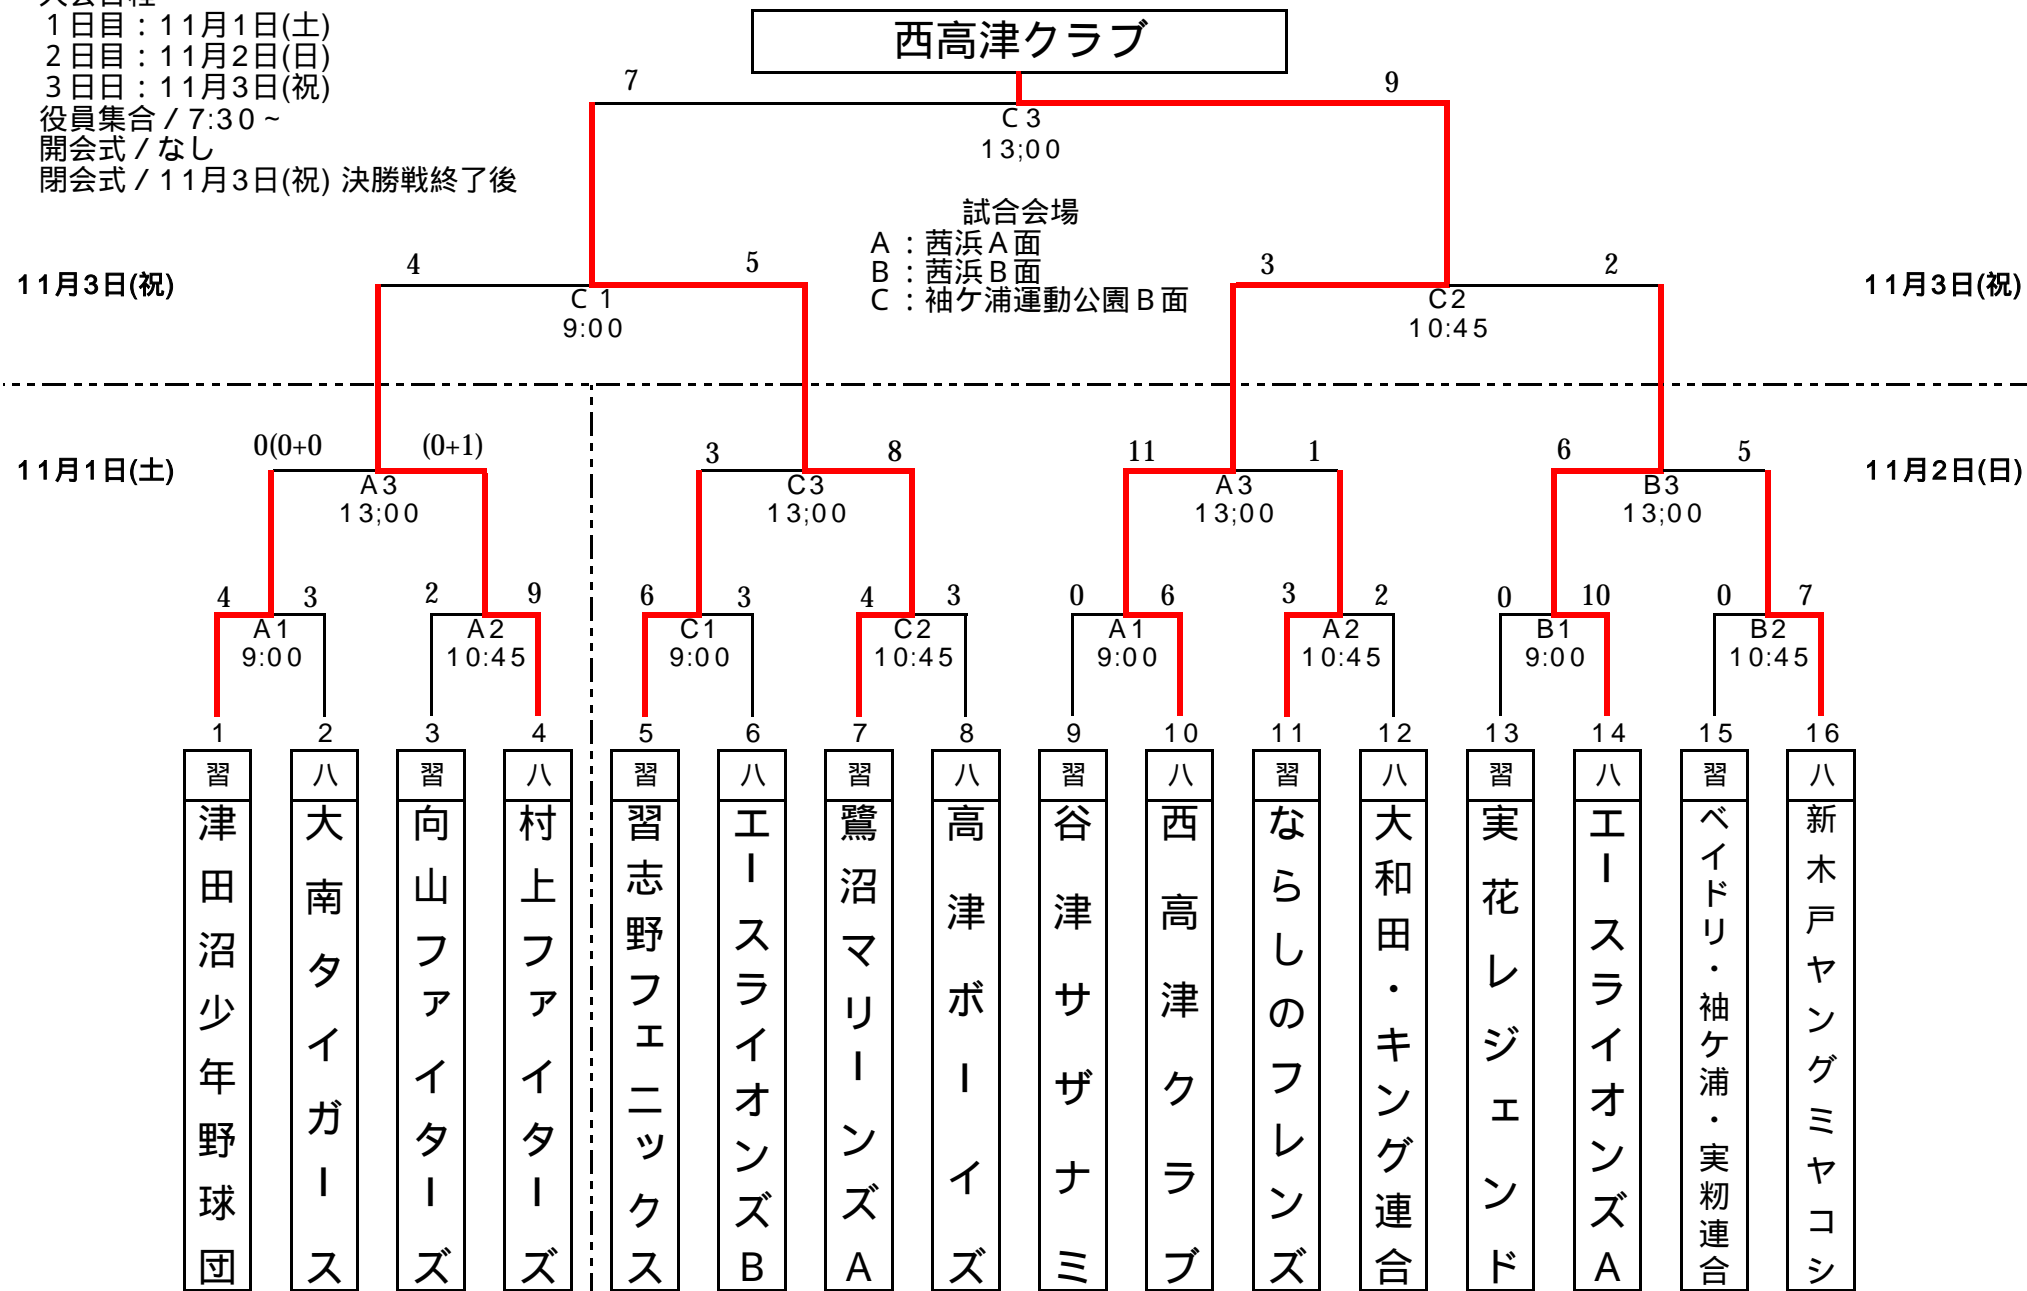 1日目：11月1日(土)
2日目：11月2日(日)
3日日：11月3日(祝)
役員集合／7:30～
開会式／なし
閉会式／11月3日(祝) 決勝戦終了後
西高津クラブ
7
9
C3
13;00
試合会場
A：茜浜A面
B：茜浜B面
C：袖ケ浦運動公園B面
11月3日(祝)
4
5
C1
9:00
3
2
C2
10:45
11月3日(祝)
11月1日(土)
0(0+0
(0+1)
A3
13;00
3
8
C3
13;00
11
1
A3
13;00
6
5
B3
13;00
11月2日(日)
4
3
A1
9:00
2
9
A2
10:45
6
3
C1
9:00
4
3
C2
10:45
0
6
A1
9:00
3
2
A2
10:45
0
10
B1
9:00
0
7
B2
10:45
1
習
津田沼少年野球団
2
八
大南タイガース
3
習
向山ファイターズ
4
八
村上ファイターズ
5
習
習志野フェニックス
6
八
エースライオンズB
7
習
鷺沼マリーンズA
8
八
高津ボーイズ
9
習
谷津サザナミ
10
八
西高津クラブ
11
習
ならしのフレンズ
12
八
大和田・キング連合
13
習
実花レジェンド
14
八
エースライオンズA
15
習
ベイドリ・袖ケ浦・実籾連合
16
八
新木戸ヤングミヤコシ